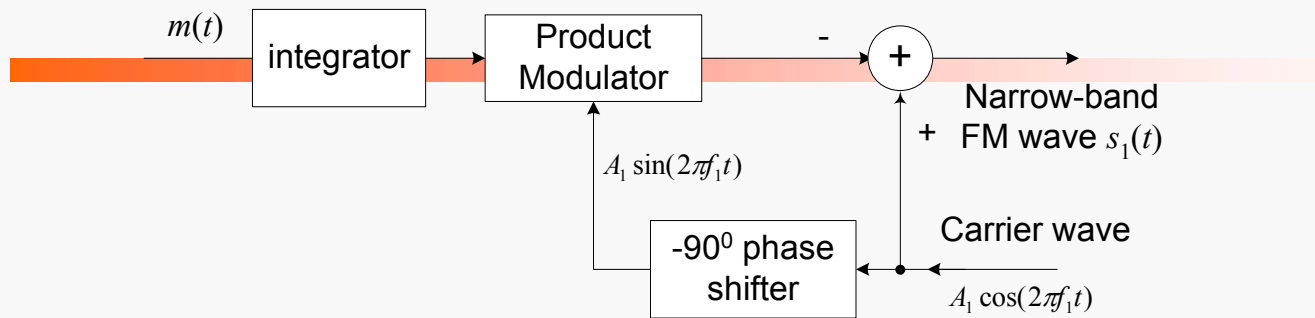 m(t)
integrator
Product
Modulator
-
+
Narrow-band
FM wave s₁(t)
+
A₁ sin(2πf₁t)
-90⁰ phase
shifter
Carrier wave
A₁ cos(2πf₁t)